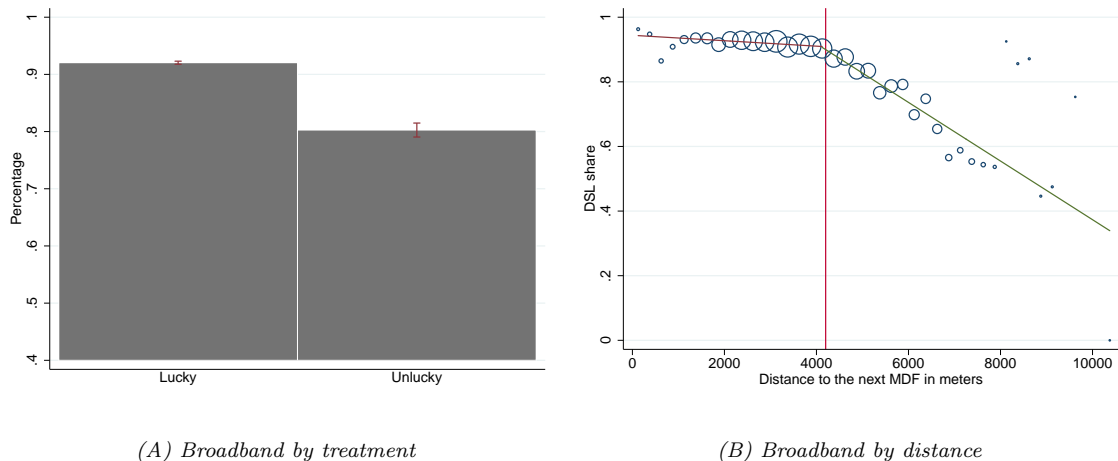 1
.9
.8
.7
.6
.5
.4
Percentage
Lucky
Unlucky
(A) Broadband by treatment
1
.8
.6
.4
.2
0
DSL share
0
2000
4000
6000
8000
10000
Distance to the next MDF in meters
(B) Broadband by distance